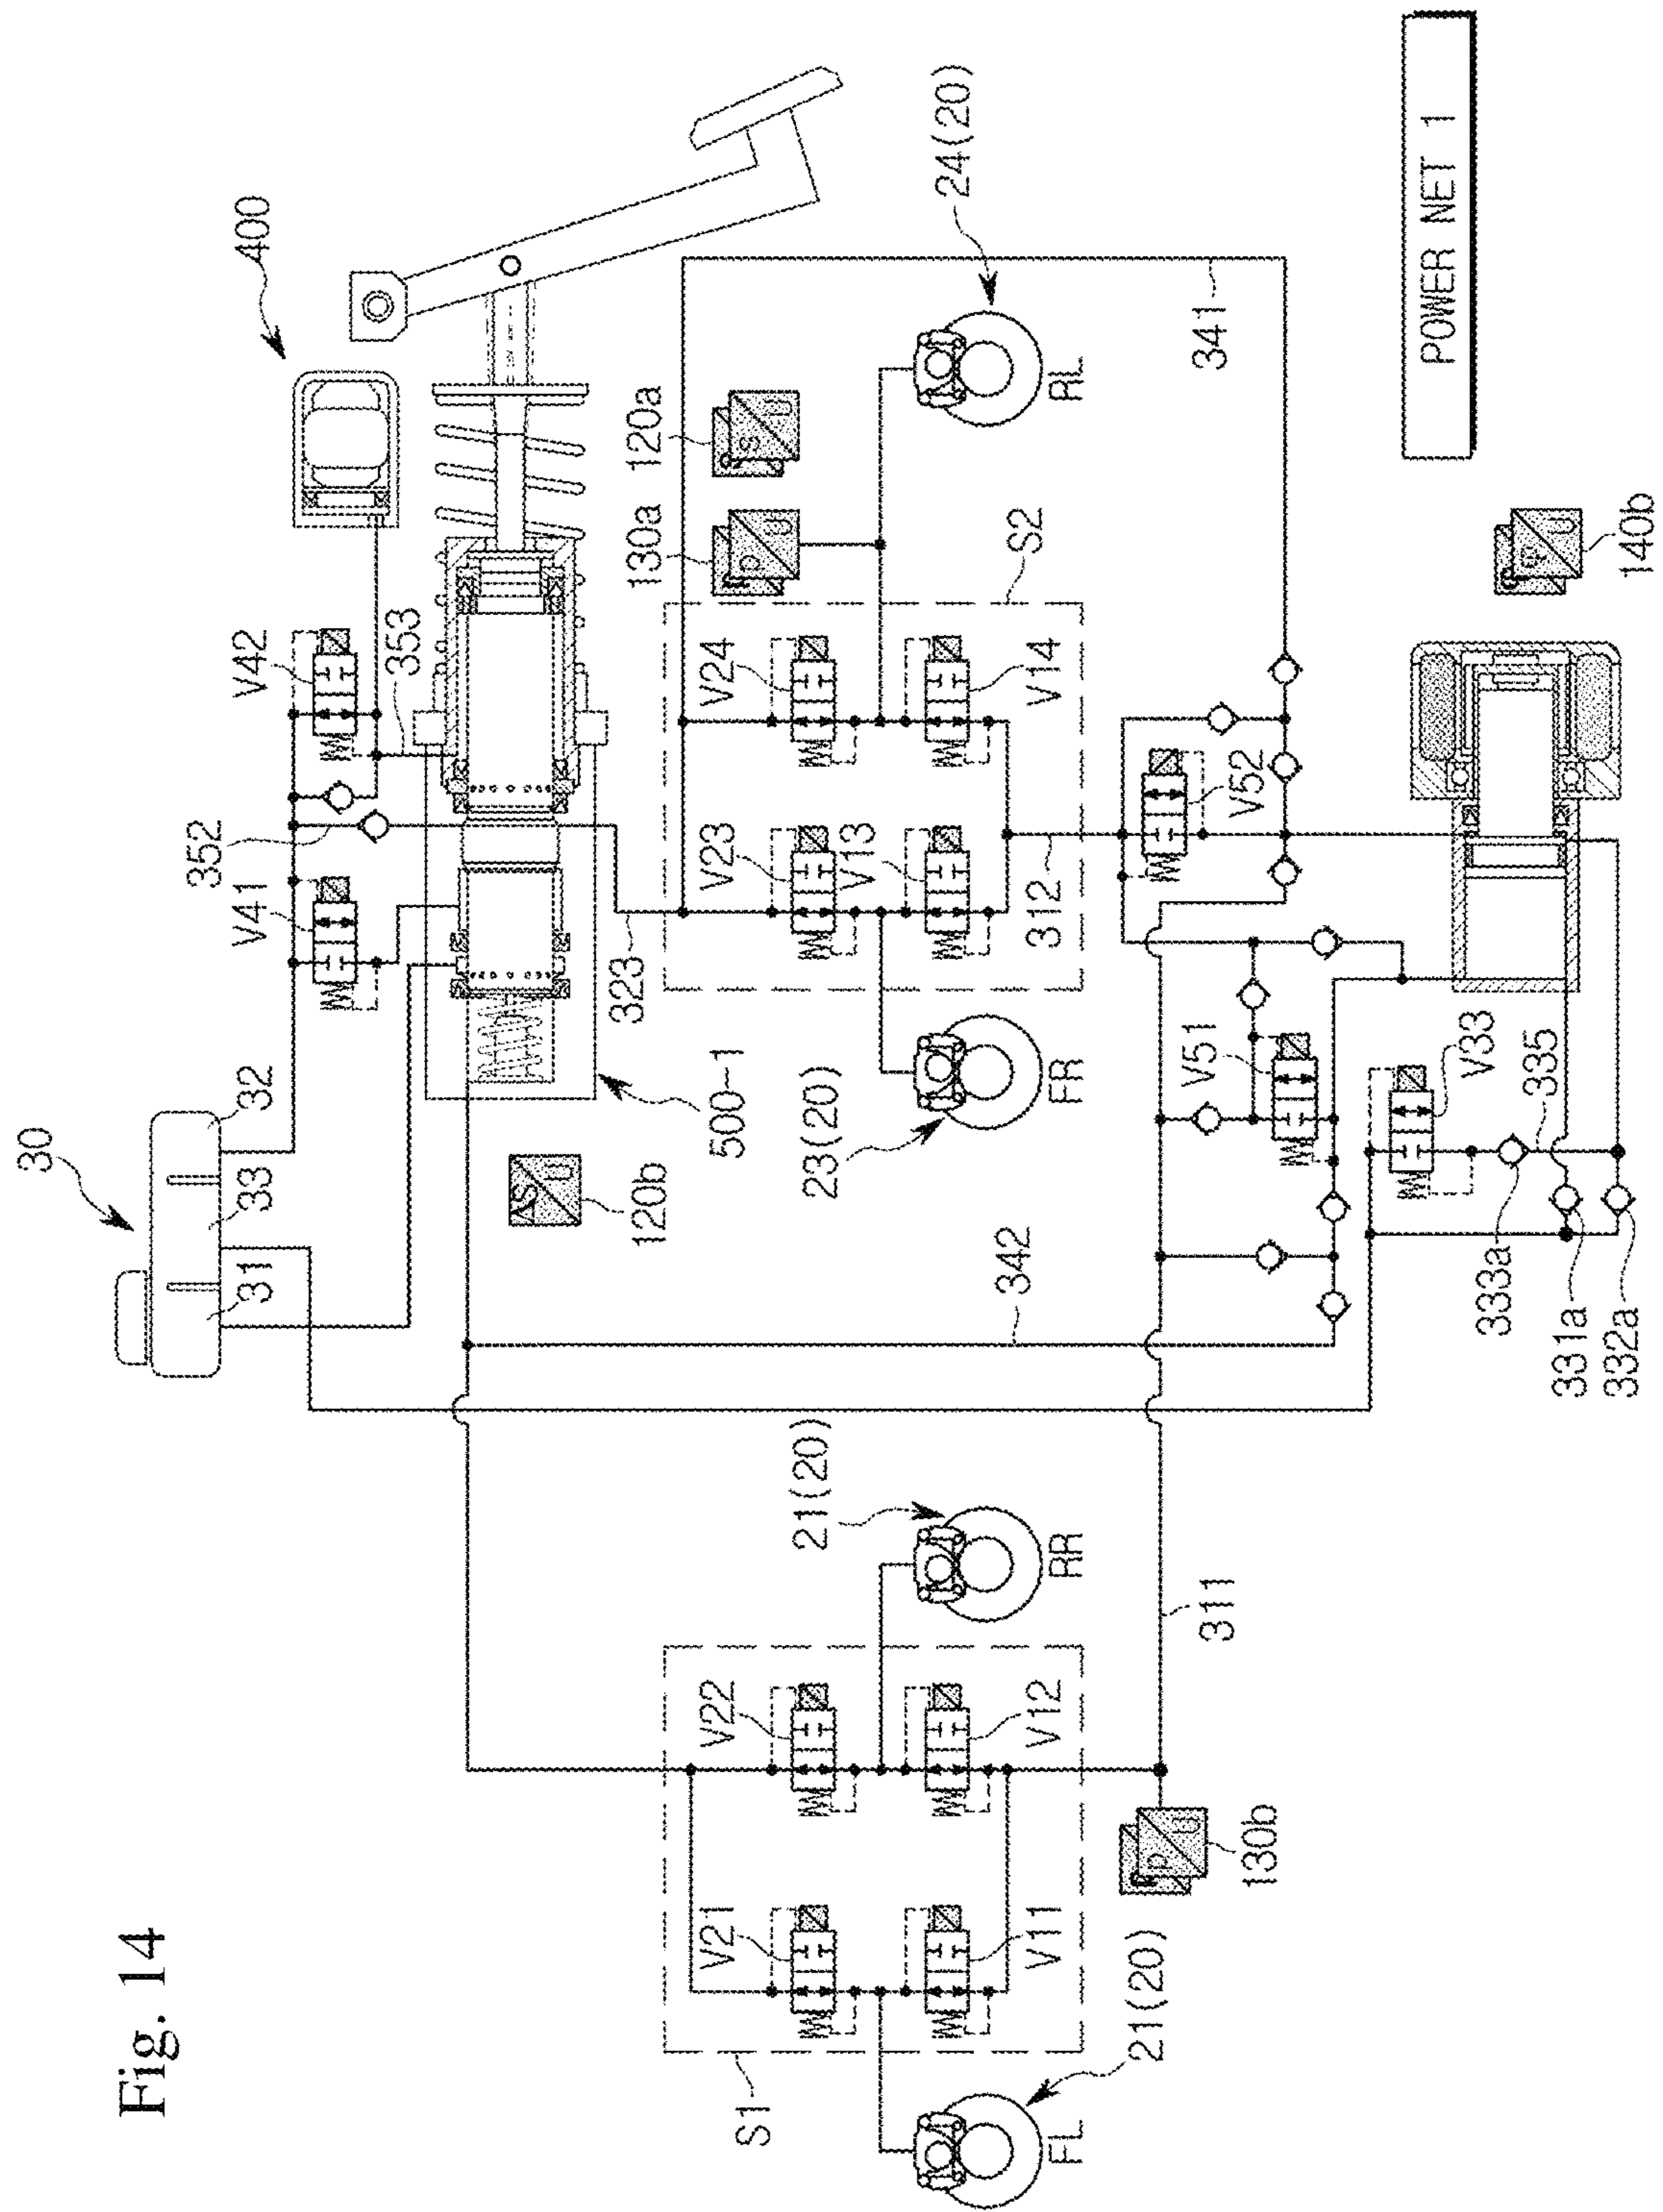 Fig. 14
30
31
33
32
400
V41
352
V42
353
500-1
120b
323
130a
120a
S1
V21
V22
V23
V24
V11
V12
V13
V14
S2
21(20)
21(20)
23(20)
24(20)
FL
RR
FR
RL
312
342
341
130b
311
V51
V52
333a
335
V33
331a
332a
140b
P
U
S
U
ΔS
U
P
U
U
POWER NET 1